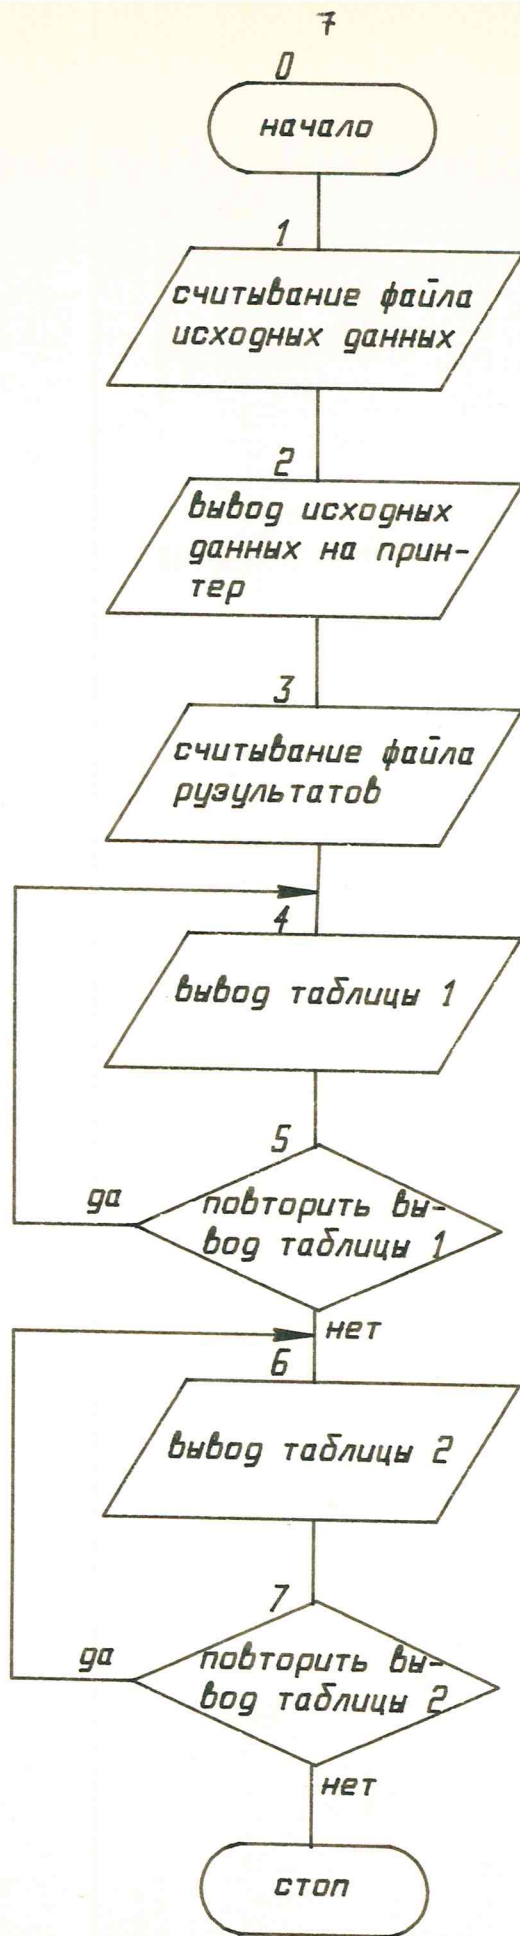 7
0
начало
1
считывание файла
исходных данных
2
вывод исходных
данных на прин-
тер
3
считывание файла
рузультатов
4
вывод таблицы 1
5
да
повторить вы-
вод таблицы 1
нет
6
вывод таблицы 2
7
да
повторить вы-
вод таблицы 2
нет
стоп